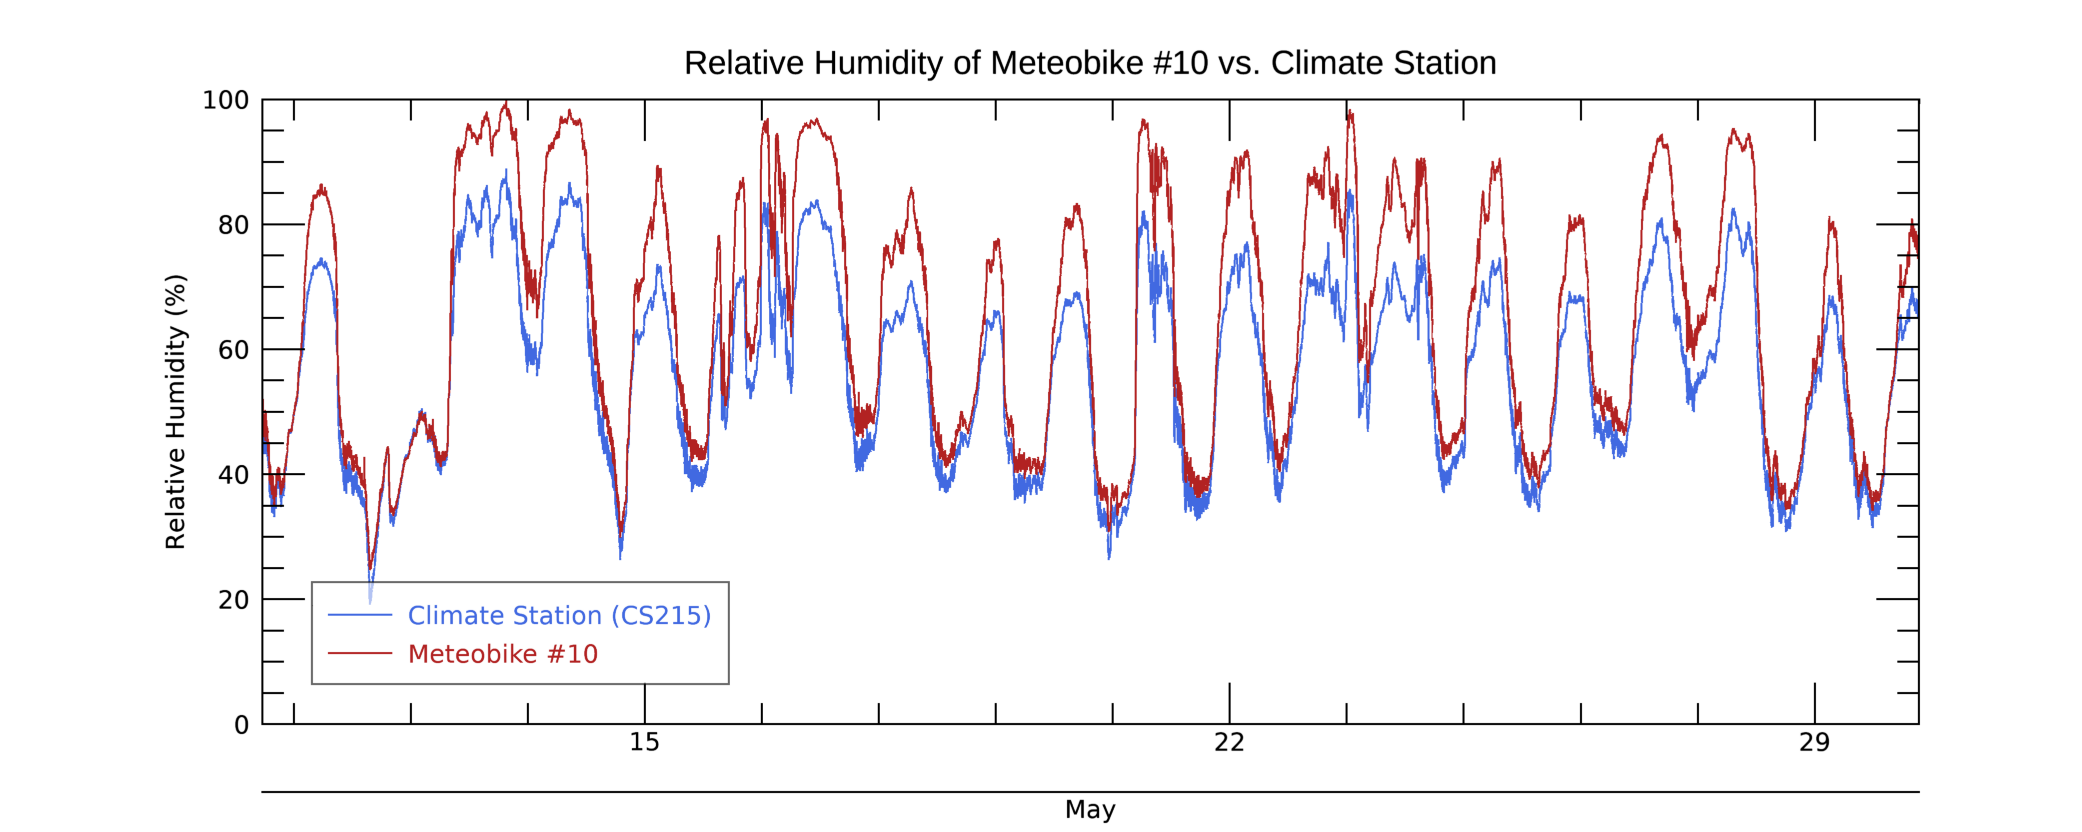 Relative Humidity of Meteobike #10 vs. Climate Station
Relative Humidity (%)
100
80
60
40
20
0
Climate Station (CS215)
Meteobike #10
15
22
29
May